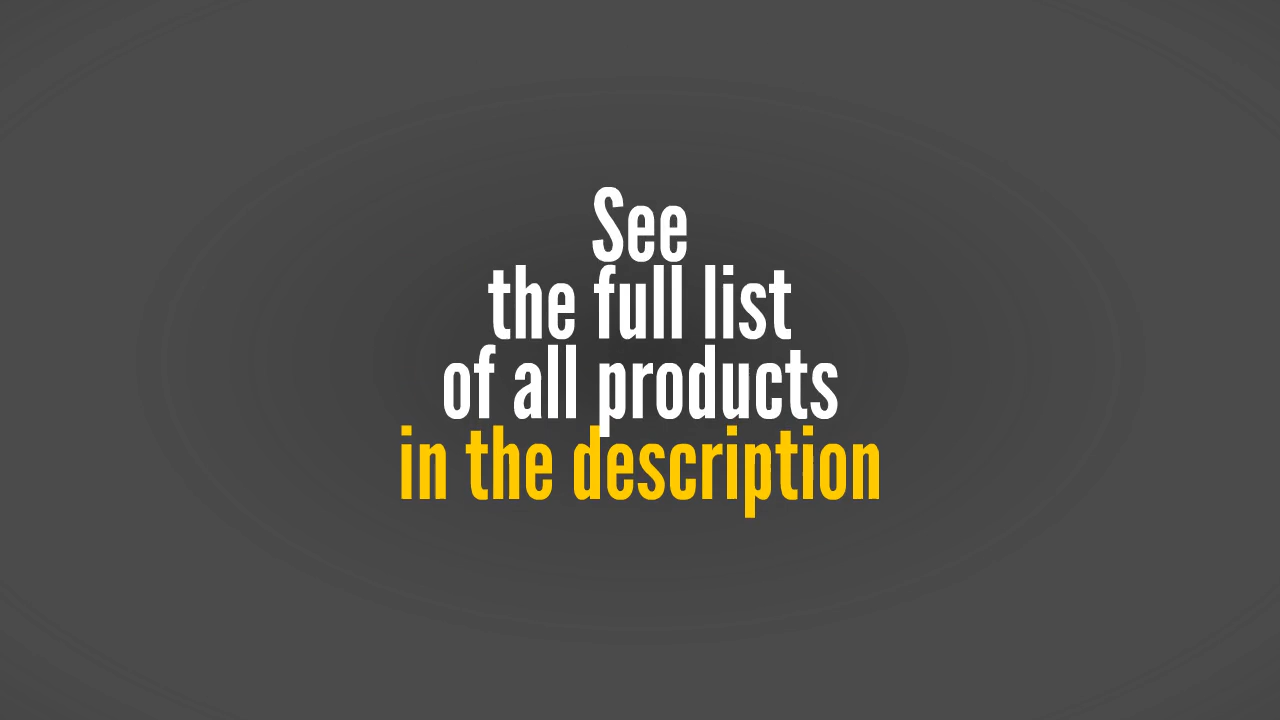 See
the full list
of all products
in the description